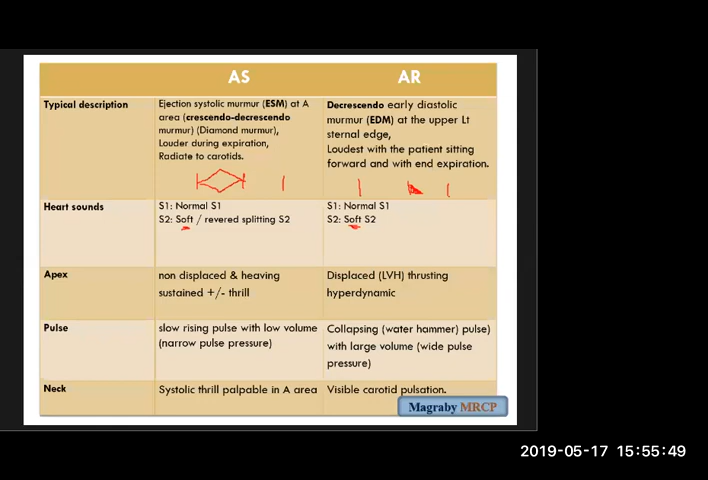 AS
AR
Typical description
Ejection systolic murmur (ESM) at A
area (crescendo-decrescendo
murmur) (Diamond murmur),
Louder during expiration,
Radiate to carotids.
Decrescendo early diastolic
murmur (EDM) at the upper Lt
sternal edge,
Loudest with the patient sitting
forward and with end expiration.
Heart sounds
S1: Normal S1
S2: Soft / revered splitting S2
S1: Normal S1
S2: Soft S2
Apex
non displaced & heaving
sustained +/- thrill
Displaced (LVH) thrusting
hyperdynamic
Pulse
slow rising pulse with low volume
(narrow pulse pressure)
Collapsing (water hammer) pulse)
with large volume (wide pulse
pressure)
Neck
Systolic thrill palpable in A area
Visible carotid pulsation.
Magraby MRCP
2019-05-17 15:55:49